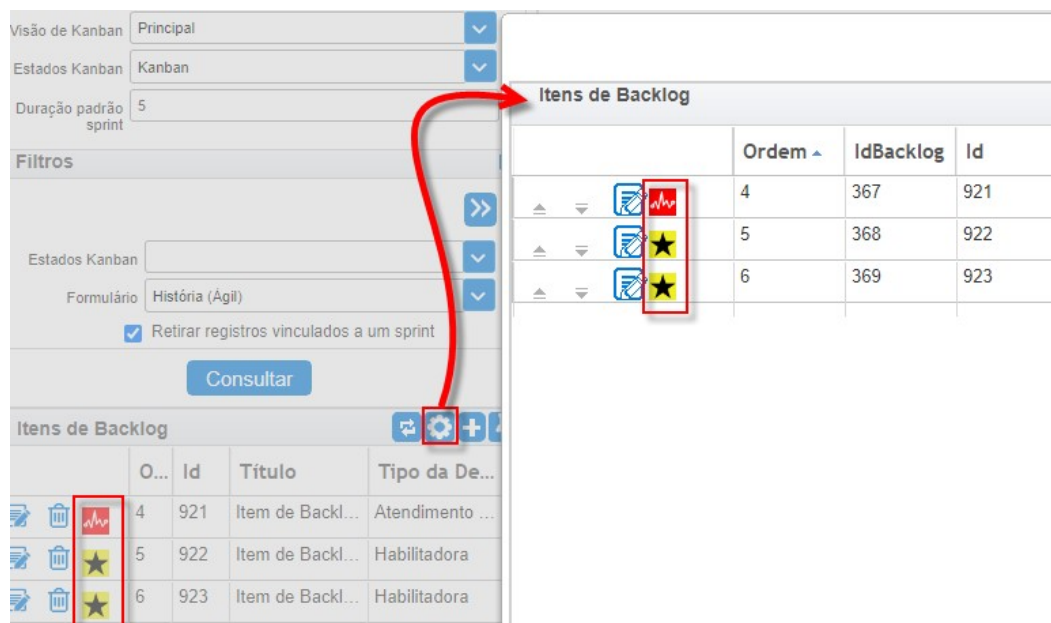 Visão de Kanban Principal
Estados Kanban Kanban
Duração padrão sprint 5
Filtros
Estados Kanban
Formulário História (Ágil)
Retirar registros vinculados a um sprint
Consultar
Itens de Backlog
O... Id Título Tipo da De...
4 921 Item de Backl... Atendimento ...
5 922 Item de Backl... Habilitadora
6 923 Item de Backl... Habilitadora
Itens de Backlog
Ordem IdBacklog Id
4 367 921
5 368 922
6 369 923